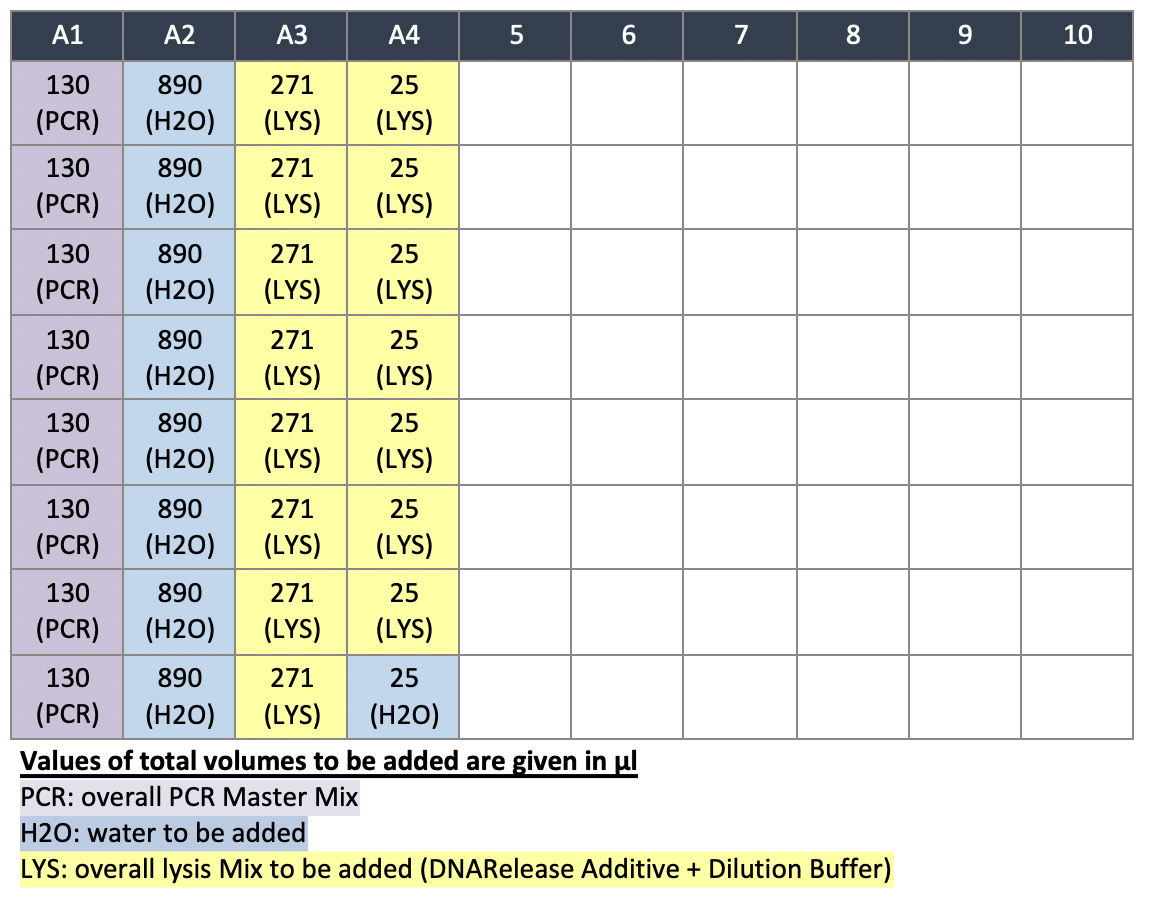 A1 A2 A3 A4 5 6 7 8 9 10
130 890 271 25
(PCR) (H2O) (LYS) (LYS)
130 890 271 25
(PCR) (H2O) (LYS) (LYS)
130 890 271 25
(PCR) (H2O) (LYS) (LYS)
130 890 271 25
(PCR) (H2O) (LYS) (LYS)
130 890 271 25
(PCR) (H2O) (LYS) (LYS)
130 890 271 25
(PCR) (H2O) (LYS) (LYS)
130 890 271 25
(PCR) (H2O) (LYS) (LYS)
130 890 271 25
(PCR) (H2O) (LYS) (H2O)
Values of total volumes to be added are given in µl
PCR: overall PCR Master Mix
H2O: water to be added
LYS: overall lysis Mix to be added (DNARelease Additive + Dilution Buffer)